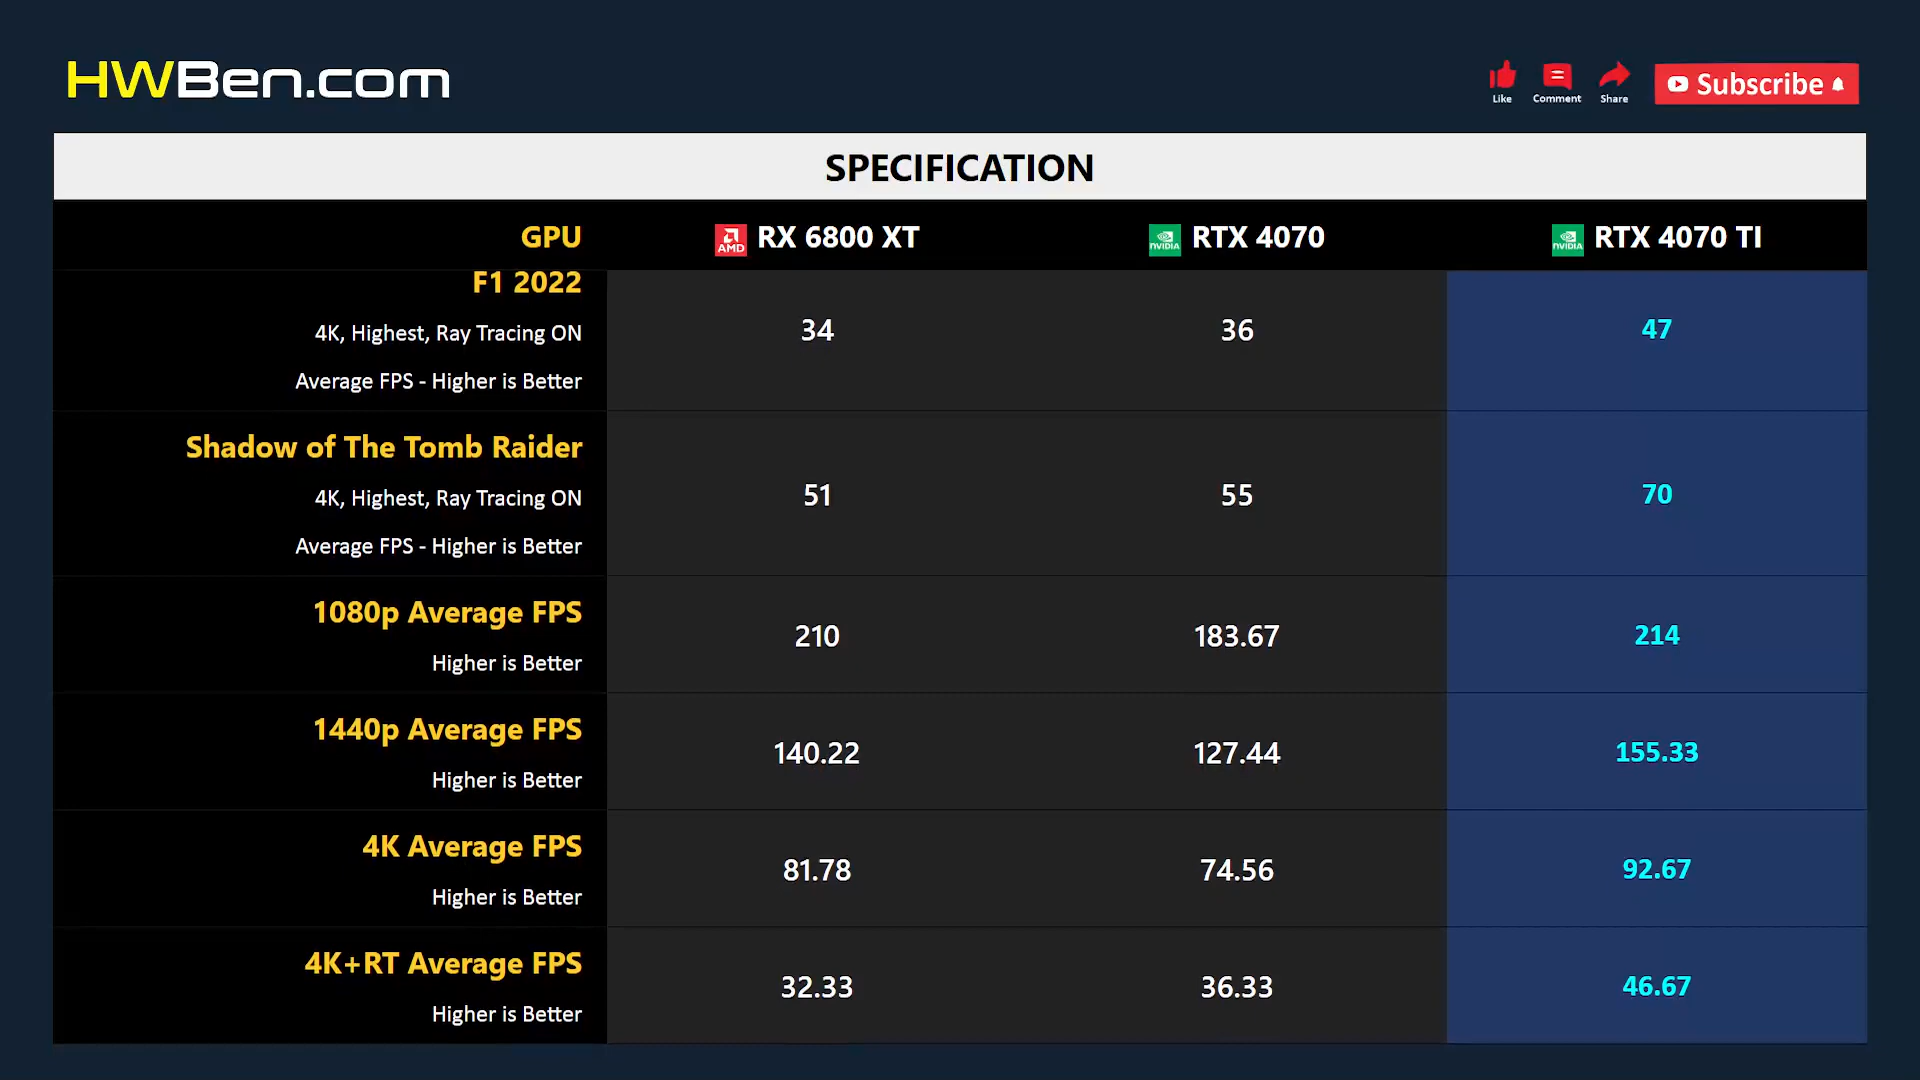 HWBen.com
Like
Comment
Share
Subscribe
SPECIFICATION
GPU
AMD
RX 6800 XT
NVIDIA
RTX 4070
NVIDIA
RTX 4070 TI
F1 2022
4K, Highest, Ray Tracing ON
Average FPS - Higher is Better
34
36
47
Shadow of The Tomb Raider
4K, Highest, Ray Tracing ON
Average FPS - Higher is Better
51
55
70
1080p Average FPS
Higher is Better
210
183.67
214
1440p Average FPS
Higher is Better
140.22
127.44
155.33
4K Average FPS
Higher is Better
81.78
74.56
92.67
4K+RT Average FPS
Higher is Better
32.33
36.33
46.67